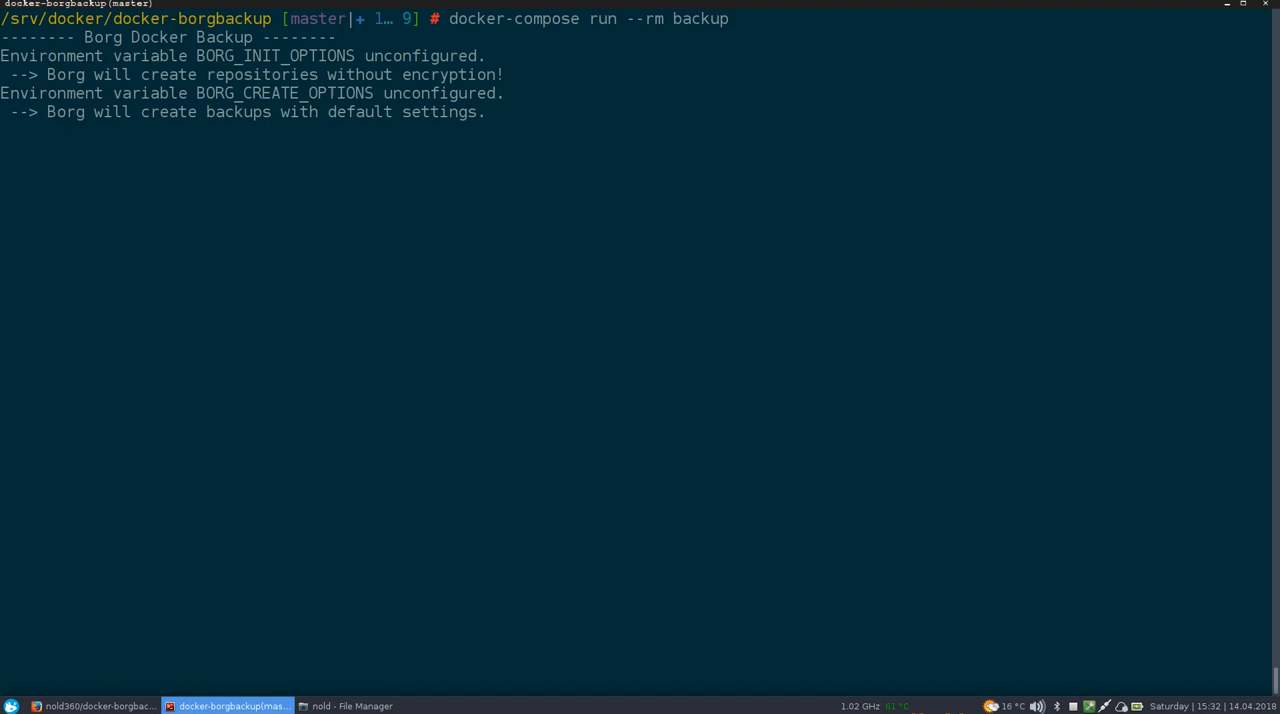 docker-borgbackup(master)
/srv/docker/docker-borgbackup [master|+ 1… 9] # docker-compose run --rm backup
-------- Borg Docker Backup --------
Environment variable BORG_INIT_OPTIONS unconfigured.
--> Borg will create repositories without encryption!
Environment variable BORG_CREATE_OPTIONS unconfigured.
--> Borg will create backups with default settings.
nold360/docker-borgbac... docker-borgbackup(mas... nold - File Manager 1.02 GHz 61 °C 16 °C Saturday | 15:32 | 14.04.2018